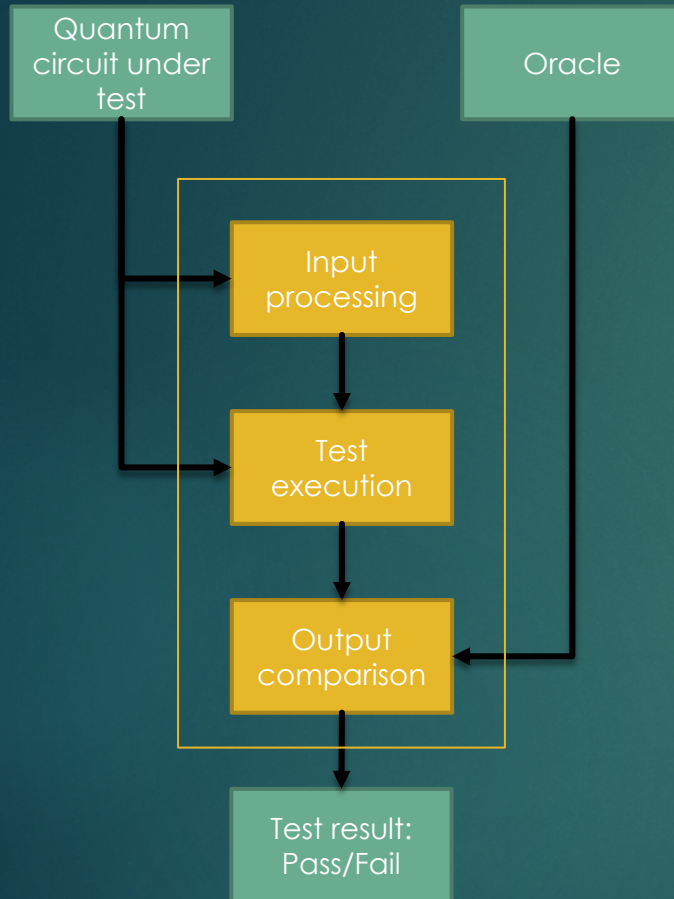 Quantum
circuit under
test
Oracle
Input
processing
Test
execution
Output
comparison
Test result:
Pass/Fail